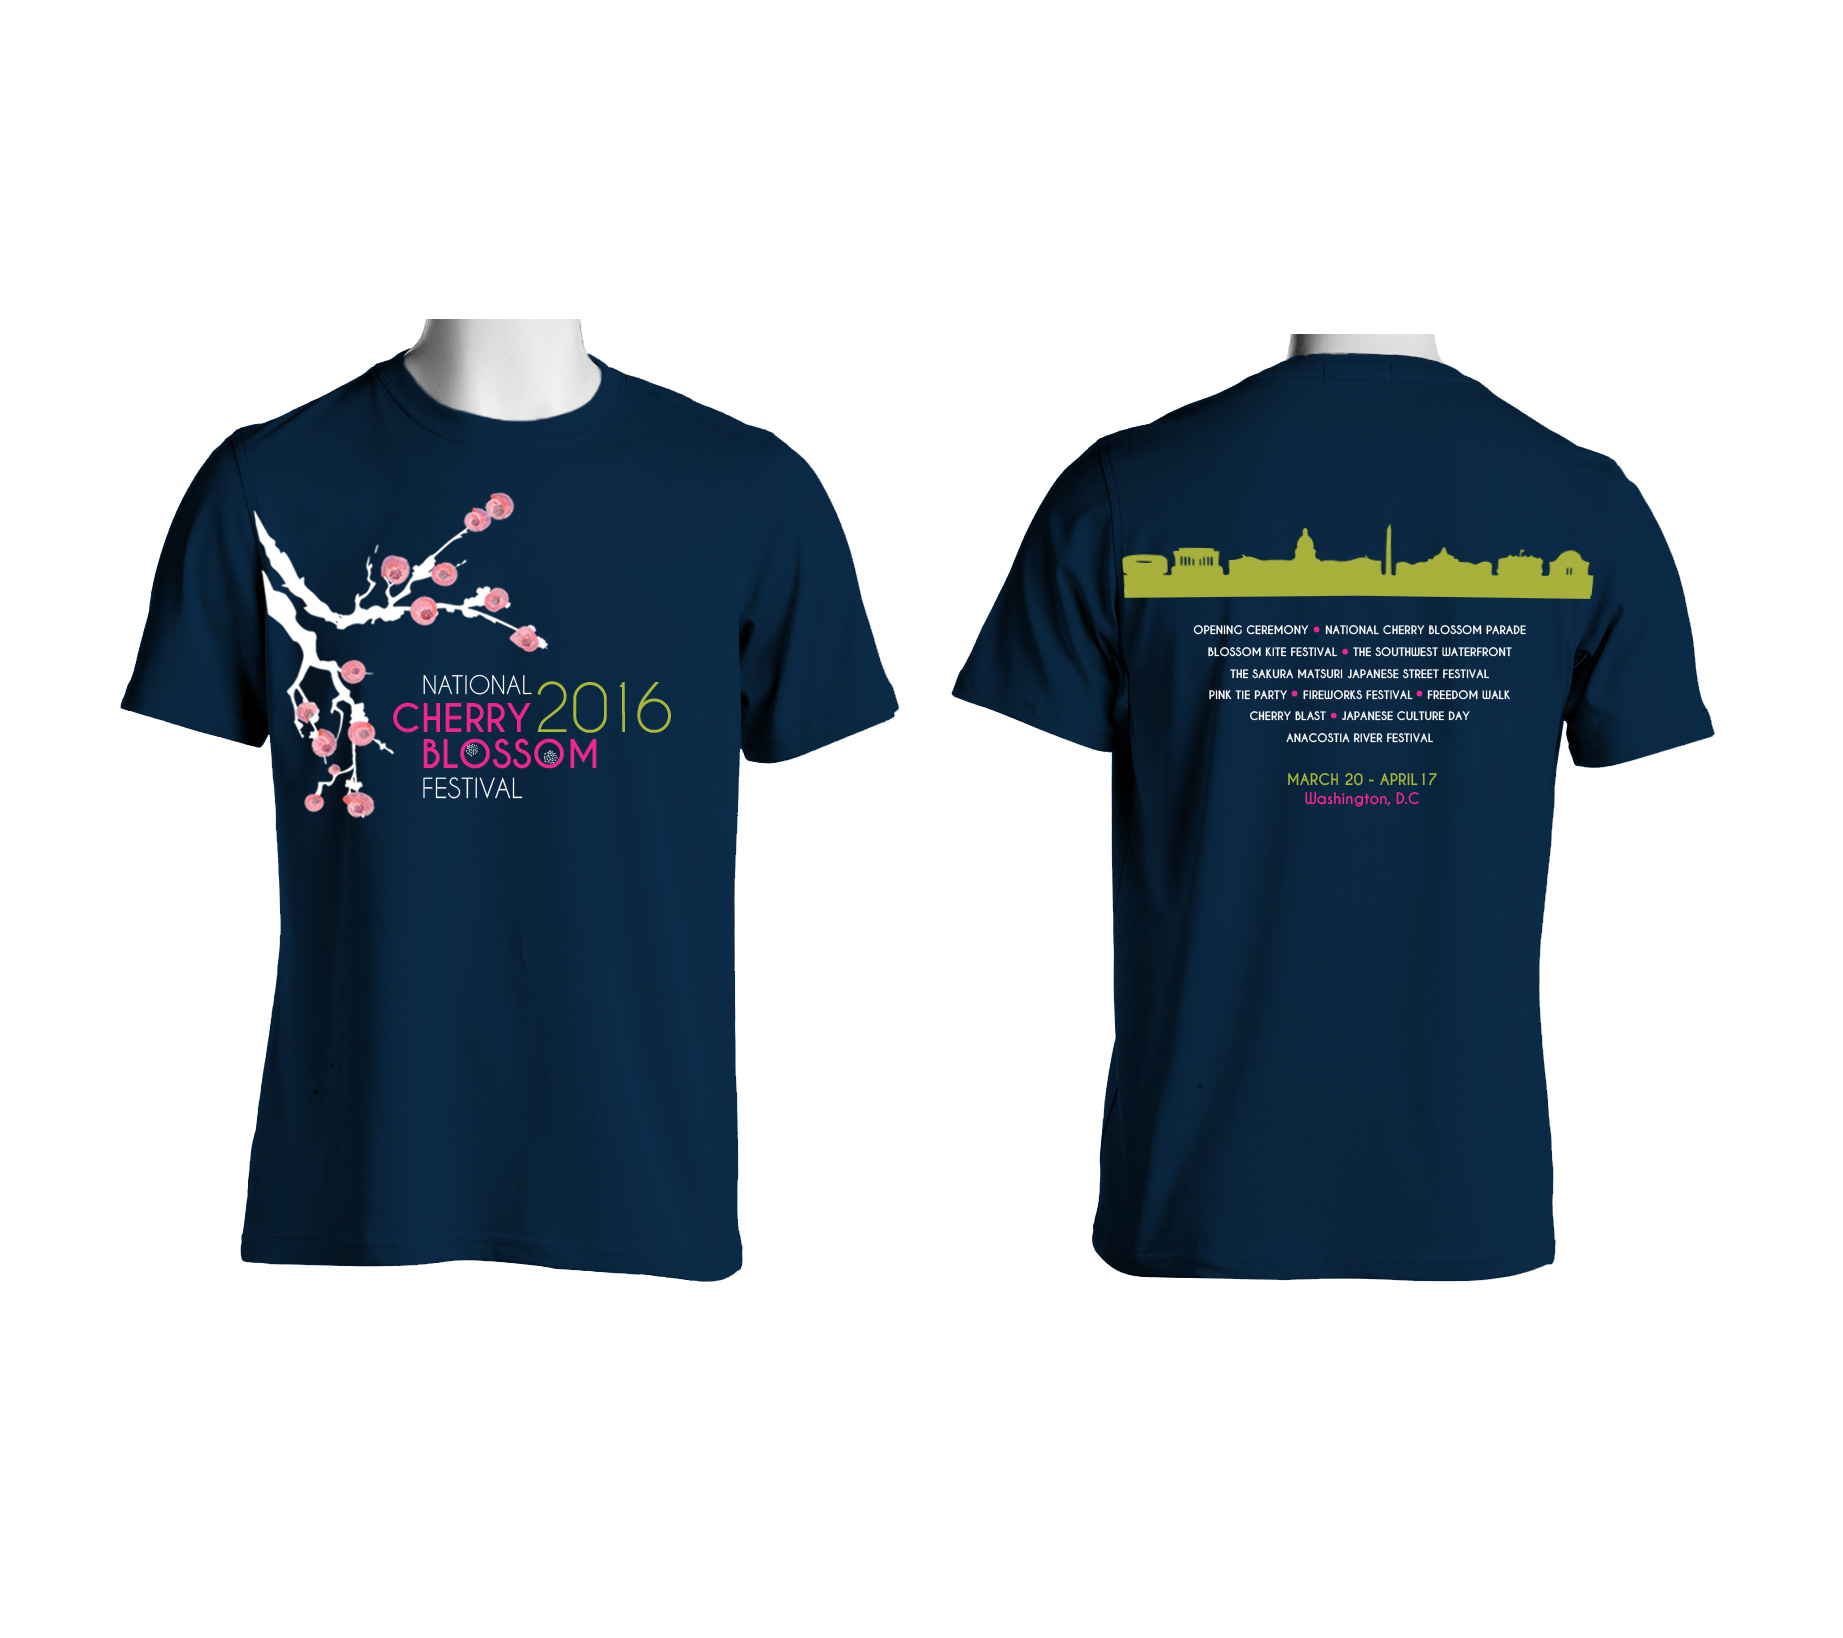 NATIONAL
CHERRY 2016
BLOSSOM
FESTIVAL
OPENING CEREMONY • NATIONAL CHERRY BLOSSOM PARADE
BLOSSOM KITE FESTIVAL • THE SOUTHWEST WATERFRONT
THE SAKURA MATSURI JAPANESE STREET FESTIVAL
PINK TIE PARTY • FIREWORKS FESTIVAL • FREEDOM WALK
CHERRY BLAST • JAPANESE CULTURE DAY
ANACOSTIA RIVER FESTIVAL
MARCH 20 - APRIL 17
Washington, D.C